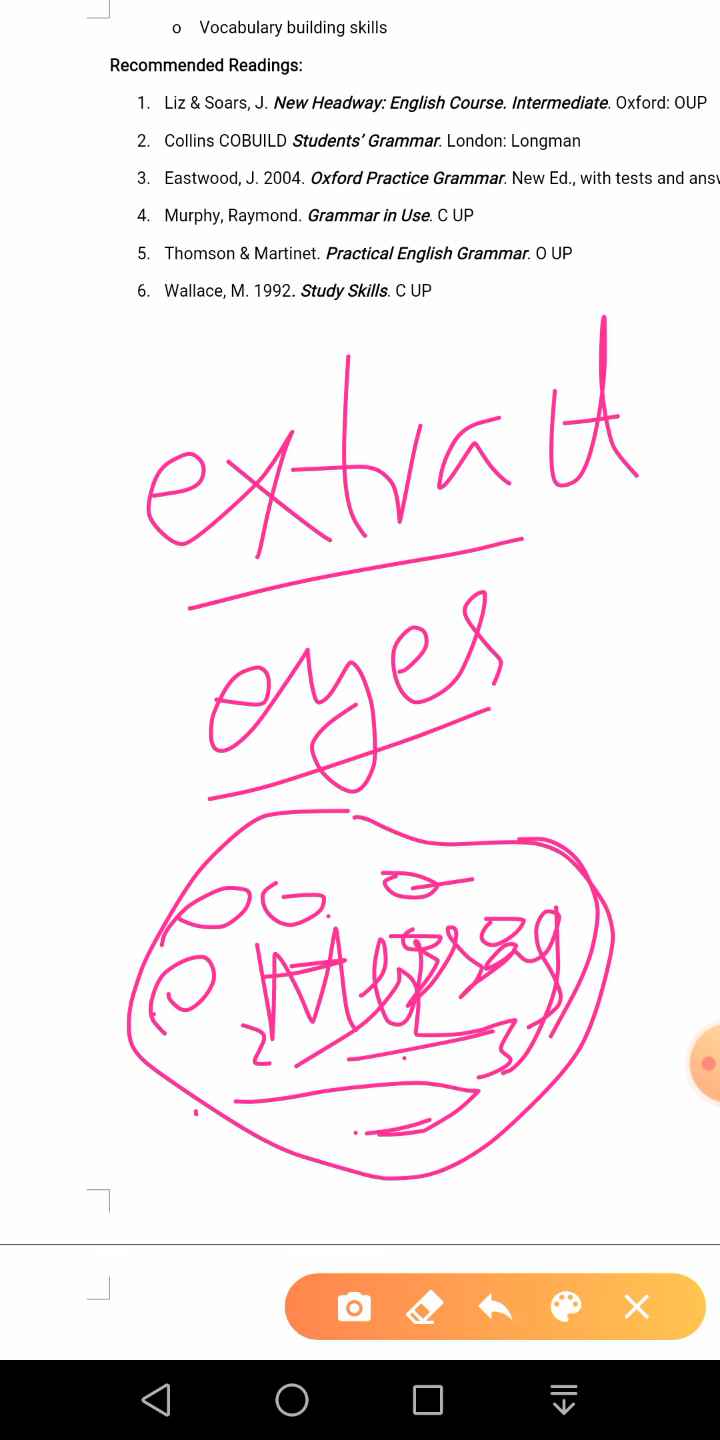 o Vocabulary building skills
Recommended Readings:
1. Liz & Soars, J. New Headway: English Course. Intermediate. Oxford: OUP
2. Collins COBUILD Students’ Grammar. London: Longman
3. Eastwood, J. 2004. Oxford Practice Grammar. New Ed., with tests and answ
4. Murphy, Raymond. Grammar in Use. C UP
5. Thomson & Martinet. Practical English Grammar. O UP
6. Wallace, M. 1992. Study Skills. C UP
extract
eyes